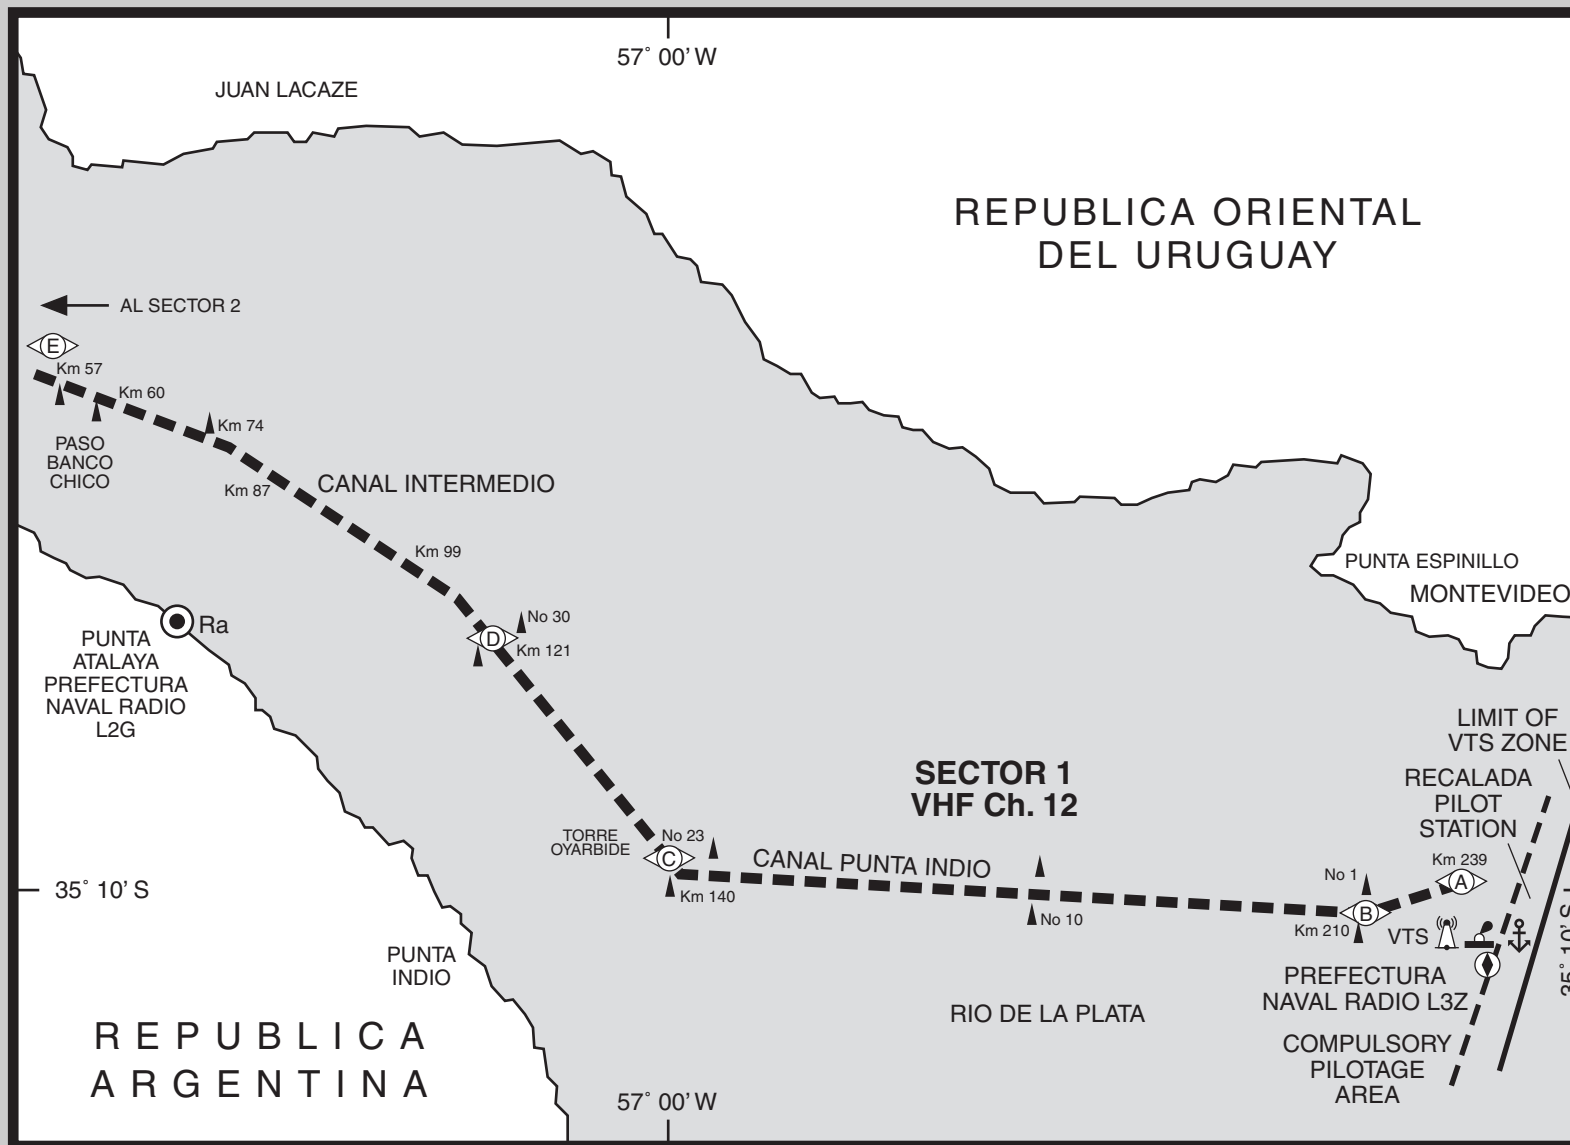 57° 00' W
JUAN LACAZE
REPUBLICA ORIENTAL
DEL URUGUAY
AL SECTOR 2
E
Km 57
Km 60
Km 74
PASO
BANCO
CHICO
Km 87
CANAL INTERMEDIO
Km 99
PUNTA ESPINILLO
MONTEVIDEO
Ra
No 30
D
Km 121
PUNTA
ATALAYA
PREFECTURA
NAVAL RADIO
L2G
LIMIT OF
VTS ZONE
SECTOR 1
VHF Ch. 12
RECALADA
PILOT
STATION
TORRE
OYARBIDE
No 23
C
CANAL PUNTA INDIO
Km 140
No 10
No 1
B
Km 210
Km 239
A
35° 10' S
VTS
35° 10' S
PREFECTURA
NAVAL RADIO L3Z
PUNTA
INDIO
RIO DE LA PLATA
COMPULSORY
PILOTAGE
AREA
REPUBLICA
ARGENTINA
57° 00' W